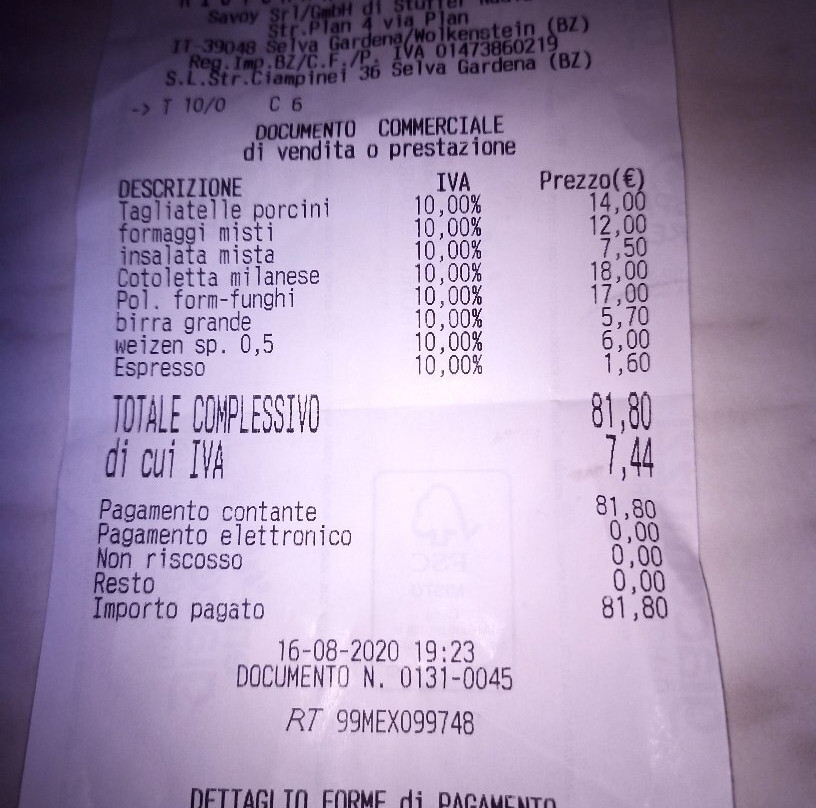 Savoy Srl/GmbH di Stuffer
Str.Plan 4 via Plan
IT-39048 Selva Gardena/Wolkenstein (BZ)
Reg.Imp.BZ/C.F./P. IVA 01473860219
S.L.Str.Ciampinei 36 Selva Gardena (BZ)
-> T 10/0 C 6
DOCUMENTO COMMERCIALE
di vendita o prestazione
DESCRIZIONE IVA Prezzo(€)
Tagliatelle porcini 10,00% 14,00
formaggi misti 10,00% 12,00
insalata mista 10,00% 7,50
Cotoletta milanese 10,00% 18,00
Pol. form-funghi 10,00% 17,00
birra grande 10,00% 5,70
weizen sp. 0,5 10,00% 6,00
Espresso 10,00% 1,60
TOTALE COMPLESSIVO 81,80
di cui IVA 7,44
Pagamento contante 81,80
Pagamento elettronico 0,00
Non riscosso 0,00
Resto 0,00
Importo pagato 81,80
16-08-2020 19:23
DOCUMENTO N. 0131-0045
RT 99MEX099748
DETTAGLIO FORME di PAGAMENTO